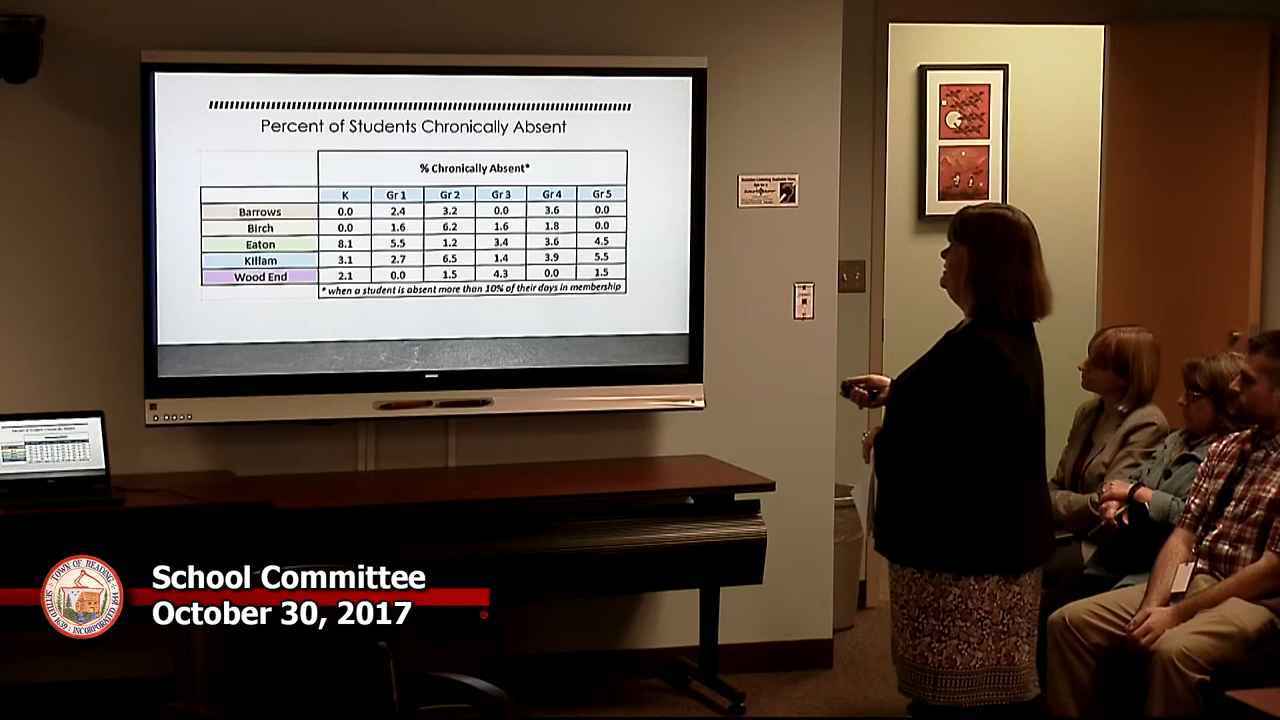 Percent of Students Chronically Absent
% Chronically Absent*
K Gr 1 Gr 2 Gr 3 Gr 4 Gr 5
Barrows 0.0 2.4 3.2 0.0 3.6 0.0
Birch 0.0 1.6 6.2 1.6 1.8 0.0
Eaton 8.1 5.5 1.2 3.4 3.6 4.5
Killam 3.1 2.7 6.5 1.4 3.9 5.5
Wood End 2.1 0.0 1.5 4.3 0.0 1.5
* when a student is absent more than 10% of their days in membership
TOWN OF READING
SETTLED 1639 INCORPORATED 1644
School Committee
October 30, 2017